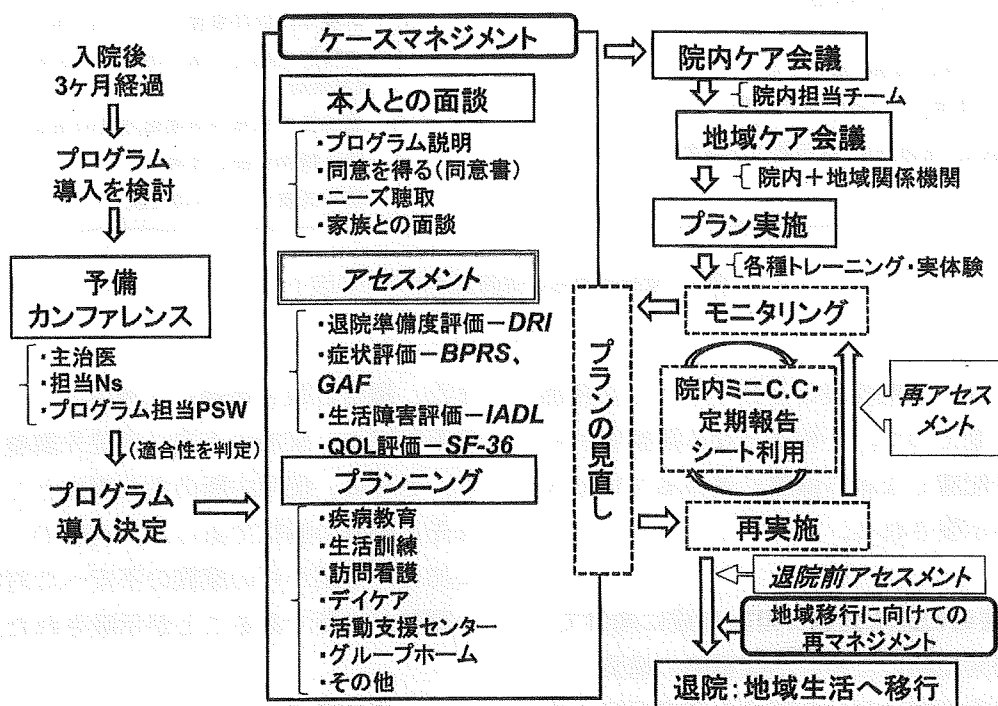 入院後
3ヶ月経過
プログラム
導入を検討
予備
カンファレンス
・主治医
・担当Ns
・プログラム担当PSW
(適合性を判定)
プログラム
導入決定
ケースマネジメント
本人との面談
・プログラム説明
・同意を得る(同意書)
・ニーズ聴取
・家族との面談
アセスメント
・退院準備度評価－DRI
・症状評価－BPRS、
GAF
・生活障害評価－IADL
・QOL評価－SF-36
プランニング
・疾病教育
・生活訓練
・訪問看護
・デイケア
・活動支援センター
・グループホーム
・その他
プランの見直し
院内ケア会議
院内担当チーム
地域ケア会議
院内＋地域関係機関
プラン実施
各種トレーニング・実体験
モニタリング
院内ミニC.C・
定期報告
シート利用
再アセス
メント
再実施
退院前アセスメント
地域移行に向けての
再マネジメント
退院：地域生活へ移行